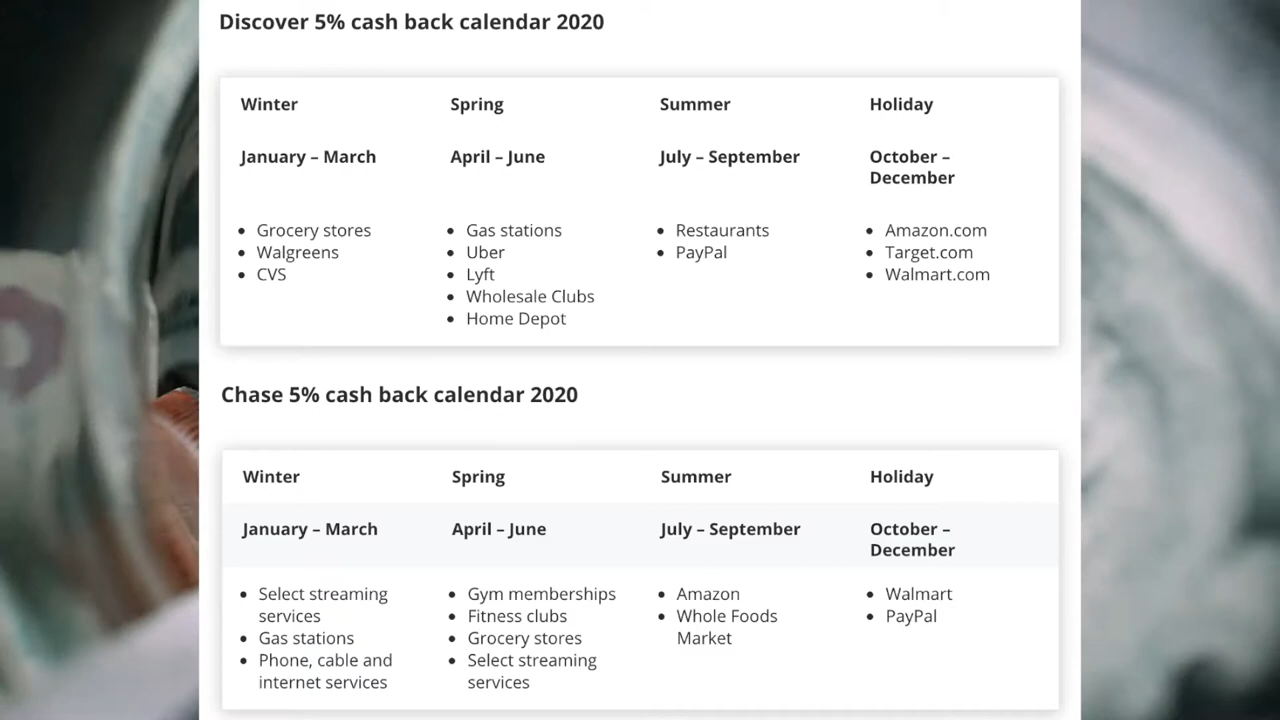 Discover 5% cash back calendar 2020
Winter
Spring
Summer
Holiday
January – March
April – June
July – September
October –
December
• Grocery stores
• Walgreens
• CVS
• Gas stations
• Uber
• Lyft
• Wholesale Clubs
• Home Depot
• Restaurants
• PayPal
• Amazon.com
• Target.com
• Walmart.com
Chase 5% cash back calendar 2020
Winter
Spring
Summer
Holiday
January – March
April – June
July – September
October –
December
• Select streaming
services
• Gas stations
• Phone, cable and
internet services
• Gym memberships
• Fitness clubs
• Grocery stores
• Select streaming
services
• Amazon
• Whole Foods
Market
• Walmart
• PayPal